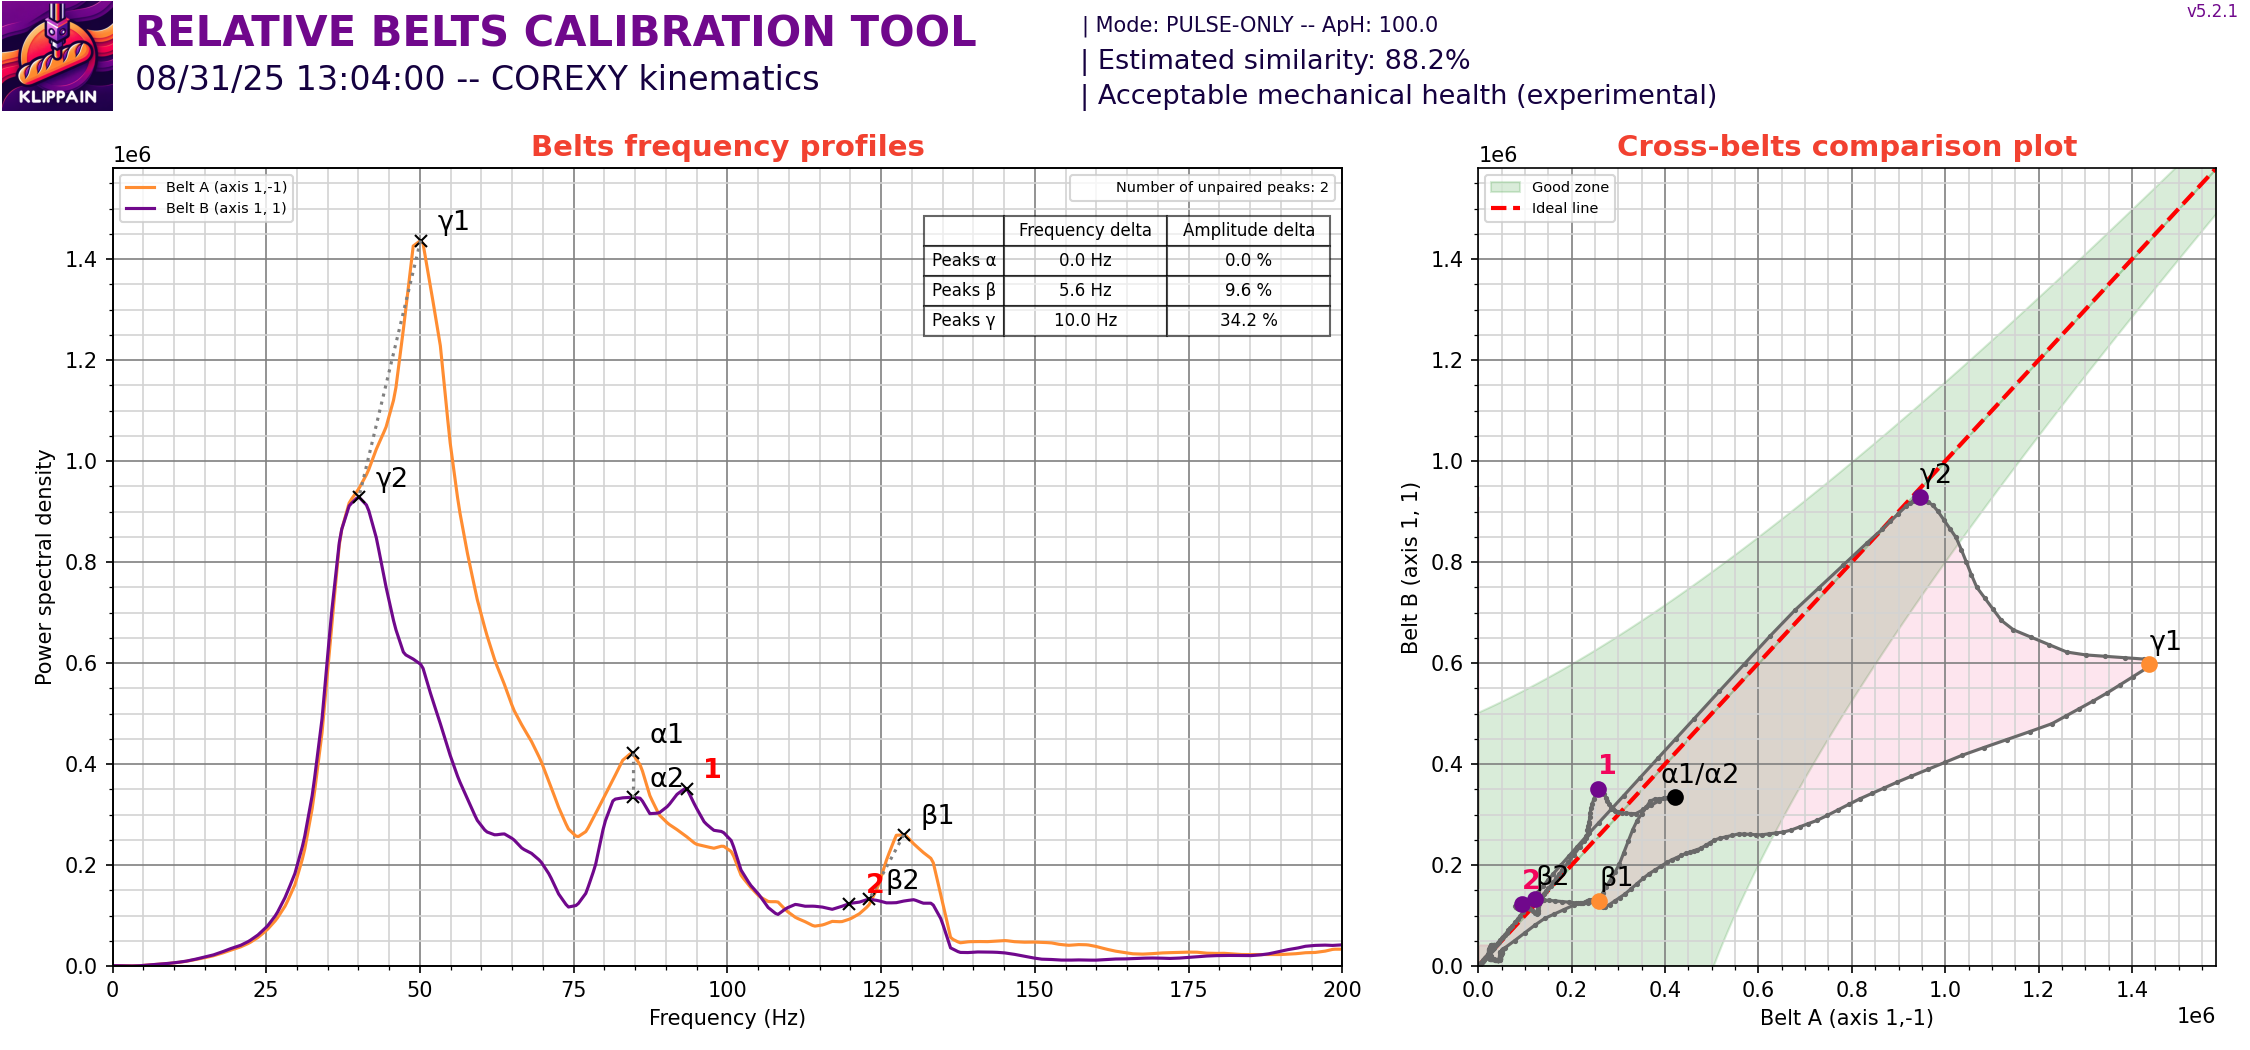 KLIPPAIN
RELATIVE BELTS CALIBRATION TOOL
08/31/25 13:04:00 -- COREXY kinematics
| Mode: PULSE-ONLY -- ApH: 100.0
| Estimated similarity: 88.2%
| Acceptable mechanical health (experimental)
v5.2.1
Belts frequency profiles
1e6
Belt A (axis 1,-1)
Belt B (axis 1, 1)
Number of unpaired peaks: 2
Frequency delta Amplitude delta
Peaks α 0.0 Hz 0.0 %
Peaks β 5.6 Hz 9.6 %
Peaks γ 10.0 Hz 34.2 %
γ1
γ2
α1
α2
1
β1
2
β2
1.4
1.2
1.0
0.8
0.6
0.4
0.2
0.0
Power spectral density
0 25 50 75 100 125 150 175 200
Frequency (Hz)
Cross-belts comparison plot
1e6
Good zone
Ideal line
γ2
γ1
1
α1/α2
2
β2
β1
1.4
1.2
1.0
0.8
0.6
0.4
0.2
0.0
Belt B (axis 1, 1)
0.0 0.2 0.4 0.6 0.8 1.0 1.2 1.4
Belt A (axis 1,-1)
1e6